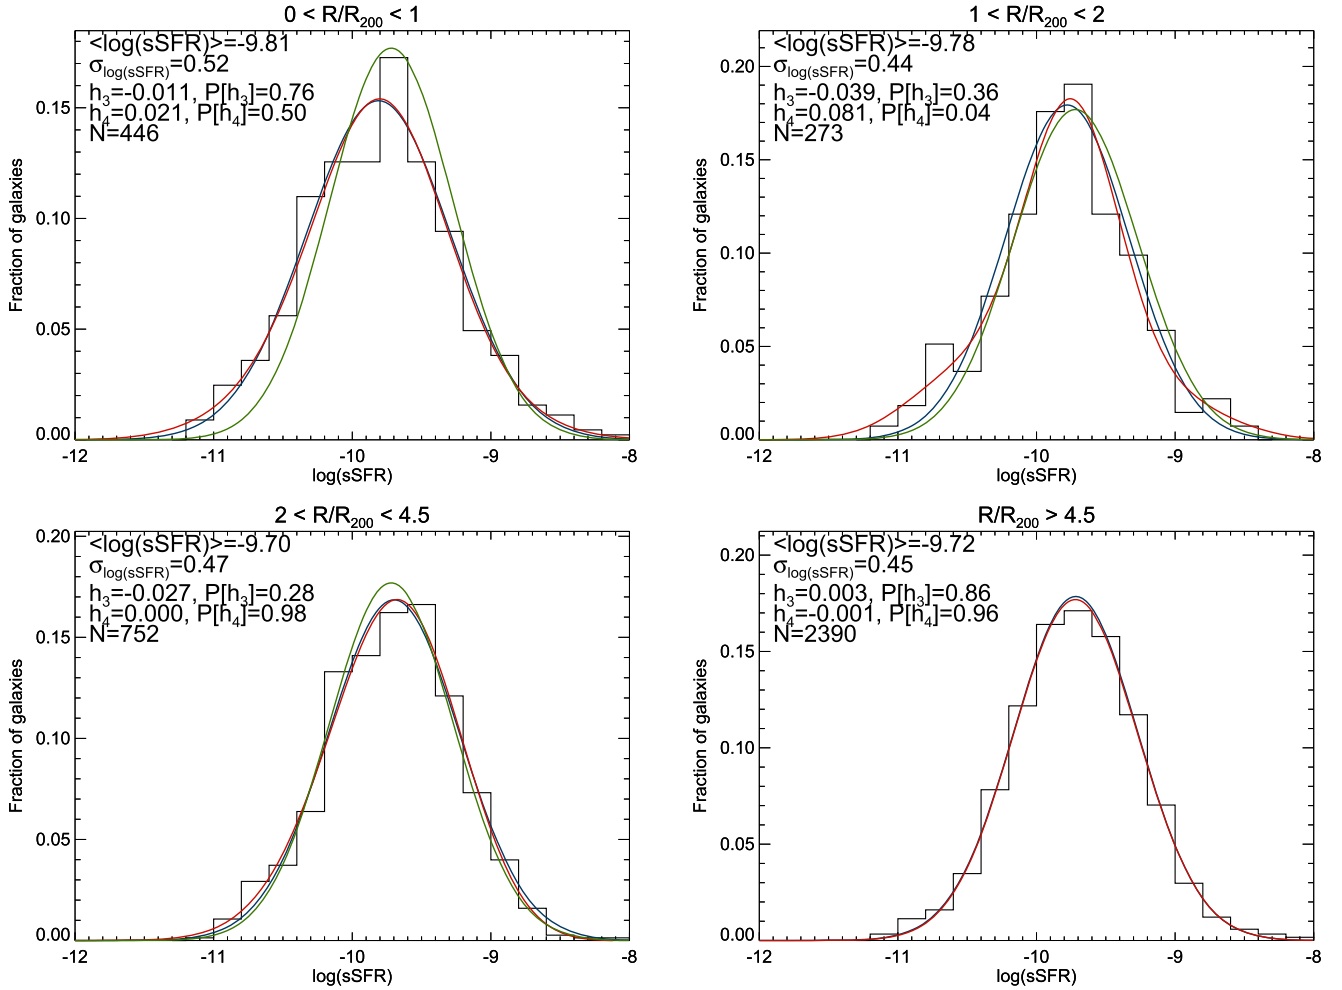 0 < R/R200 < 1
<log(sSFR)>=-9.81
σlog(sSFR)=0.52
h3=-0.011, P[h3]=0.76
h4=0.021, P[h4]=0.50
N=446
Fraction of galaxies
0.15
0.10
0.05
0.00
-12 -11 -10 -9 -8
log(sSFR)
1 < R/R200 < 2
<log(sSFR)>=-9.78
σlog(sSFR)=0.44
h3=-0.039, P[h3]=0.36
h4=0.081, P[h4]=0.04
N=273
Fraction of galaxies
0.20
0.15
0.10
0.05
0.00
-12 -11 -10 -9 -8
log(sSFR)
2 < R/R200 < 4.5
<log(sSFR)>=-9.70
σlog(sSFR)=0.47
h3=-0.027, P[h3]=0.28
h4=0.000, P[h4]=0.98
N=752
Fraction of galaxies
0.20
0.15
0.10
0.05
0.00
-12 -11 -10 -9 -8
log(sSFR)
R/R200 > 4.5
<log(sSFR)>=-9.72
σlog(sSFR)=0.45
h3=0.003, P[h3]=0.86
h4=-0.001, P[h4]=0.96
N=2390
Fraction of galaxies
0.20
0.15
0.10
0.05
0.00
-12 -11 -10 -9 -8
log(sSFR)